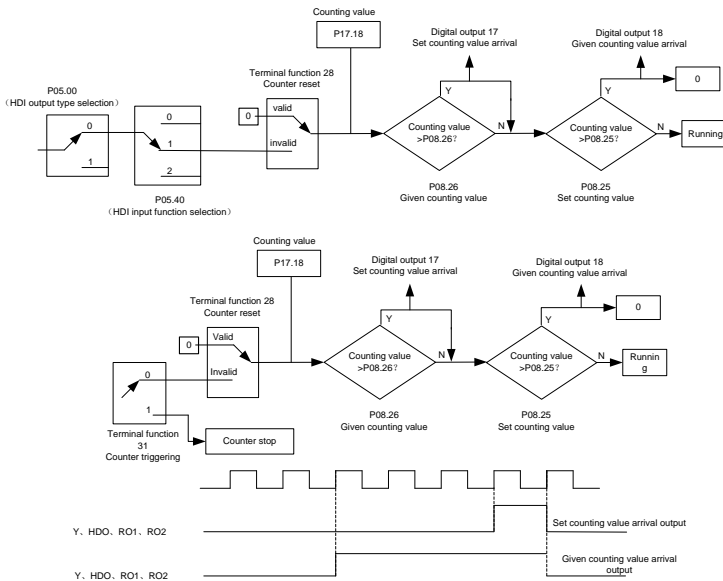 Counting value
P17.18
Digital output 17
Set counting value arrival
Digital output 18
Given counting value arrival
Terminal function 28
Counter reset
P05.00
（HDI output type selection）
0
1
0
1
2
P05.40
（HDI input function selection）
0
valid
invalid
Counting value
>P08.26?
Y
N
P08.26
Given counting value
Counting value
>P08.25?
Y
N
0
Running
P08.25
Set counting value
Counting value
P17.18
Digital output 17
Set counting value arrival
Digital output 18
Given counting value arrival
Terminal function 28
Counter reset
0
Valid
Invalid
0
1
Terminal function
31
Counter triggering
Counter stop
Counting value
>P08.26?
Y
N
P08.26
Given counting value
Counting value
>P08.25?
Y
N
0
Runnin
g
P08.25
Set counting value
Y、HDO、RO1、RO2
Set counting value arrival output
Y、HDO、RO1、RO2
Given counting value arrival
output